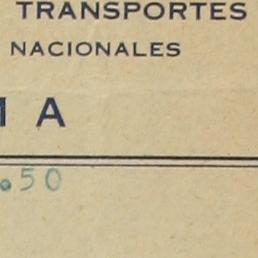 TRANSPORTES
NACIONALES
M A
.50